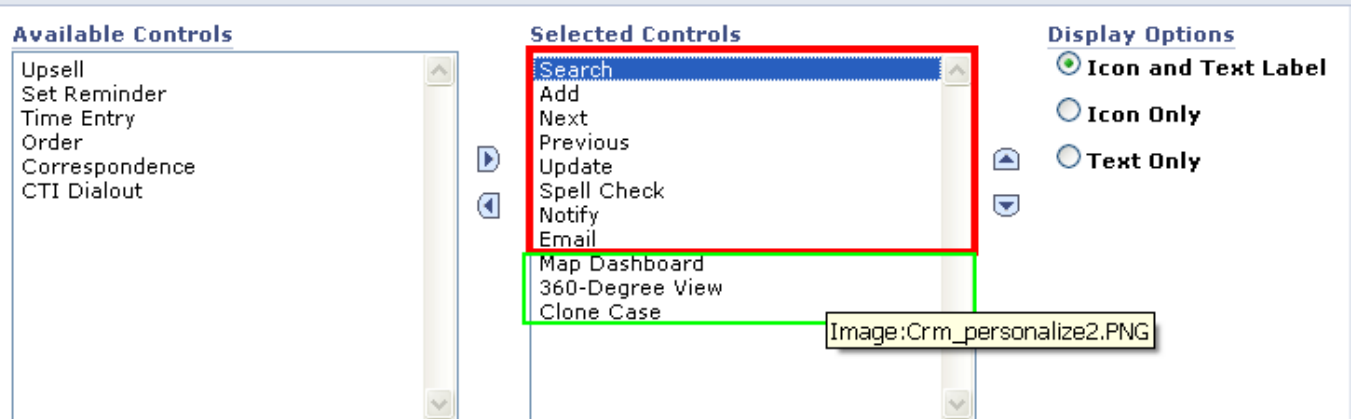 Available Controls
Upsell
Set Reminder
Time Entry
Order
Correspondence
CTI Dialout
Selected Controls
Search
Add
Next
Previous
Update
Spell Check
Notify
Email
Map Dashboard
360-Degree View
Clone Case
Image:Crm_personalize2.PNG
Display Options
Icon and Text Label
Icon Only
Text Only